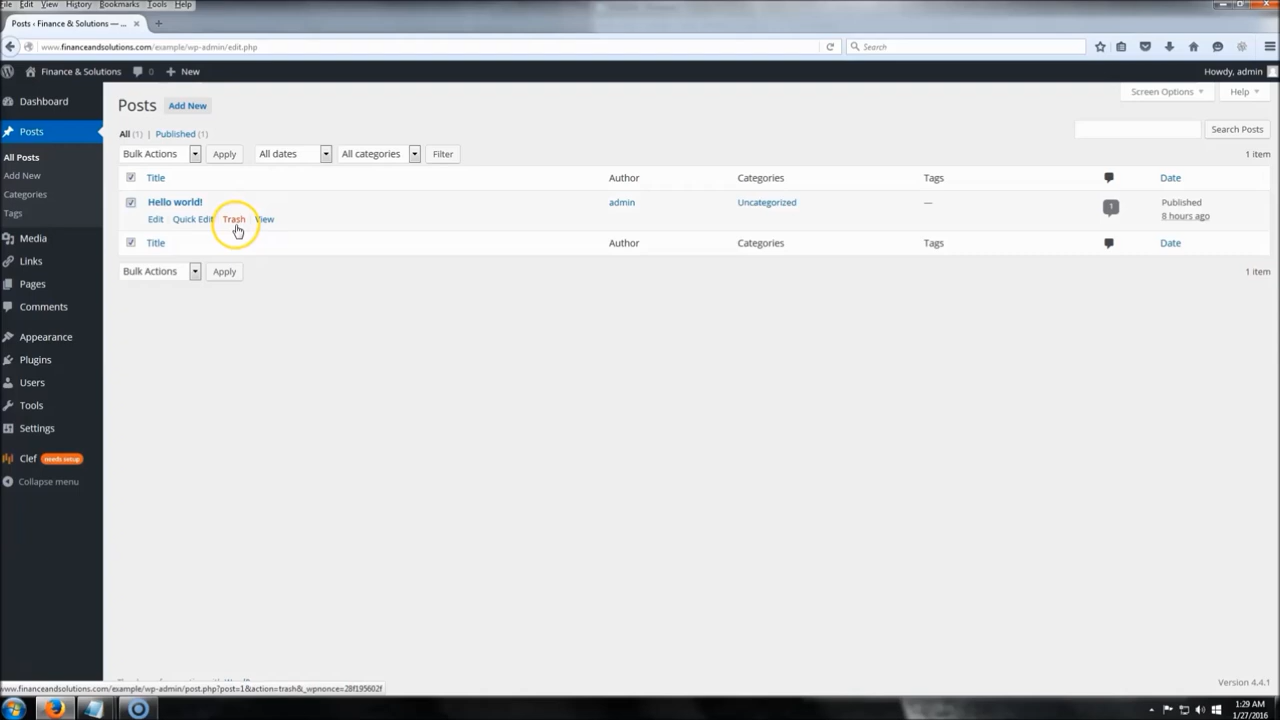 File Edit View History Bookmarks Tools Help
Posts ‹ Finance & Solutions — ...
www.financeandsolutions.com/example/wp-admin/edit.php
Search
Finance & Solutions 0 New
Howdy, admin
Dashboard
Posts
All Posts
Add New
Categories
Tags
Media
Links
Pages
Comments
Appearance
Plugins
Users
Tools
Settings
Clef needs setup
Collapse menu
Screen Options Help
Posts Add New
All (1) | Published (1)
Search Posts
Bulk Actions Apply All dates All categories Filter
1 item
Title Author Categories Tags Date
Hello world! admin Uncategorized — 1 Published
8 hours ago
Edit | Quick Edit | Trash | View
Title Author Categories Tags Date
Bulk Actions Apply
1 item
Version 4.4.1
www.financeandsolutions.com/example/wp-admin/post.php?post=1&action=trash&_wpnonce=28f195602f
1:29 AM
1/27/2016